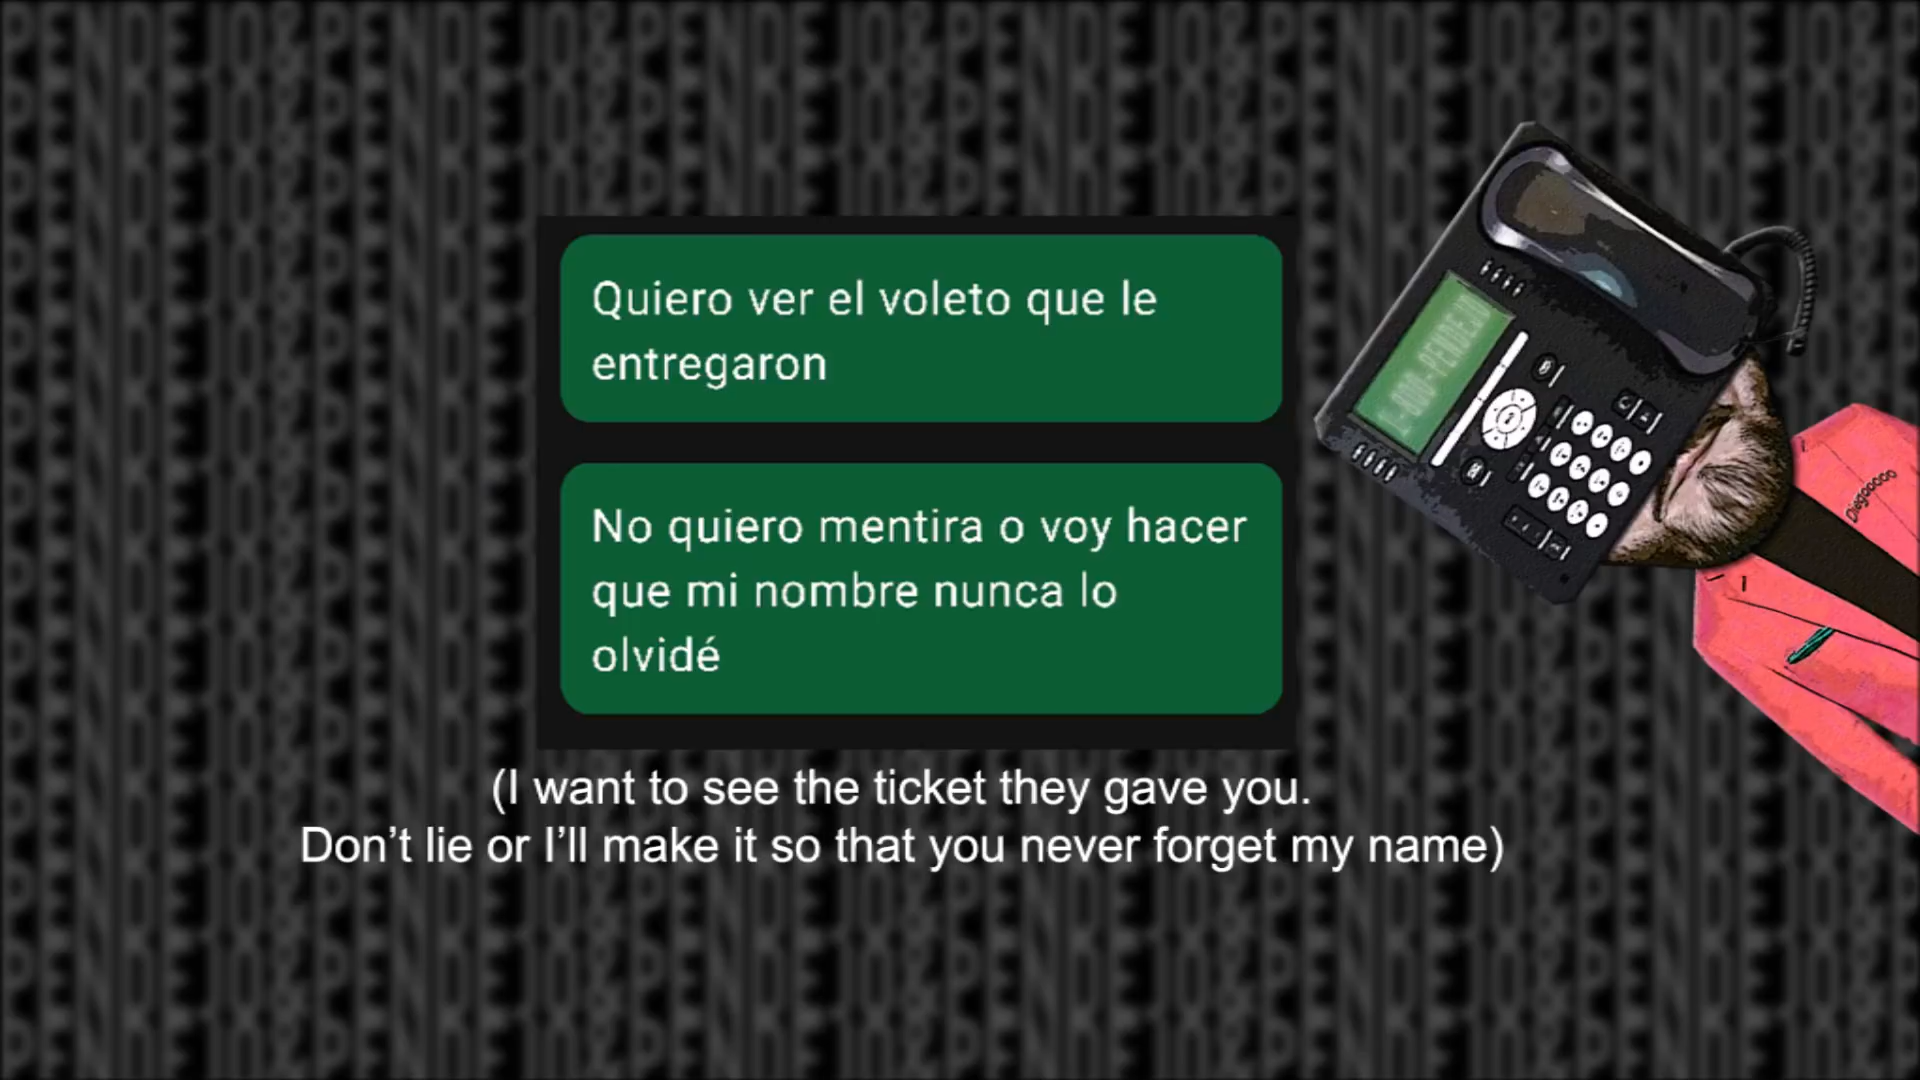 Quiero ver el voleto que le
entregaron
No quiero mentira o voy hacer
que mi nombre nunca lo
olvidé
(I want to see the ticket they gave you.
Don’t lie or I’ll make it so that you never forget my name)
Diegooooo